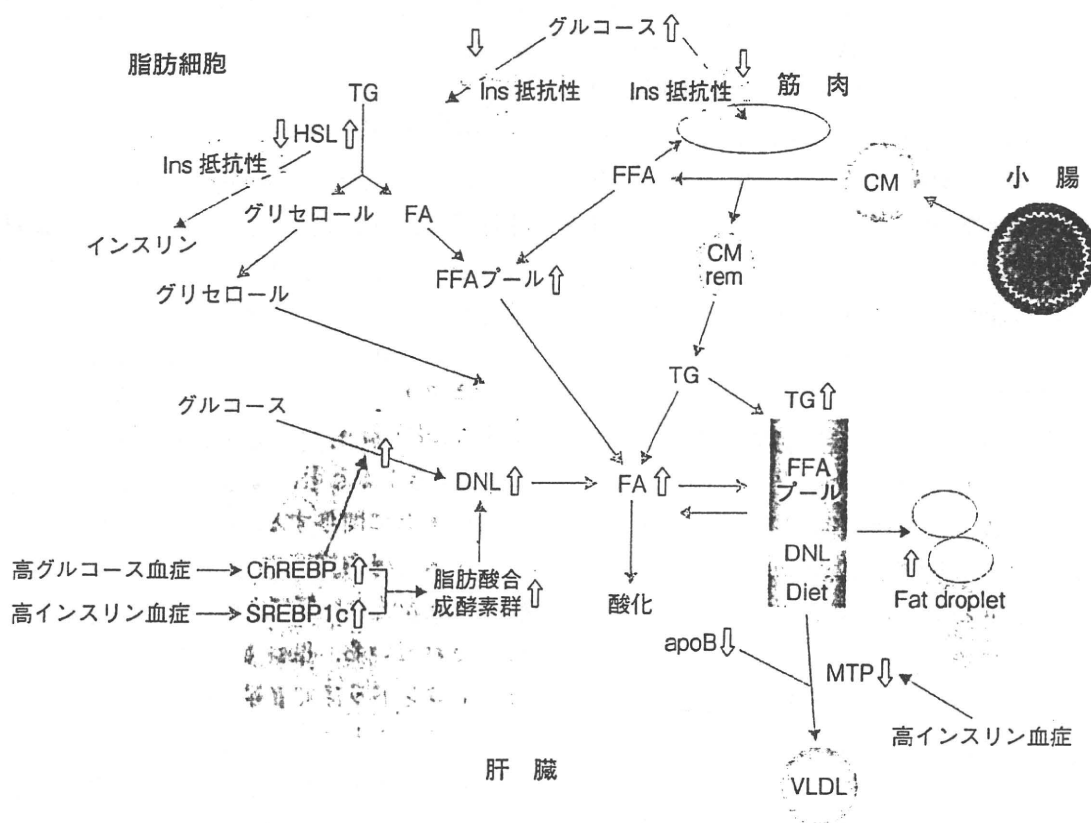 グルコース⇧
脂肪細胞
⇩
Ins 抵抗性
⇩
Ins 抵抗性
筋 肉
TG
⇩HSL⇧
Ins 抵抗性
FFA
CM
小 腸
グリセロール
FA
インスリン
CM
rem
FFAプール⇧
グリセロール
TG
TG⇧
グルコース
⇧
DNL⇧
FA⇧
FFA
プール
DNL
Diet
⇧
Fat droplet
高グルコース血症
ChREBP⇧
脂肪酸合
成酵素群⇧
酸化
高インスリン血症
SREBP1c⇧
apoB⇩
MTP⇩
高インスリン血症
肝 臓
VLDL